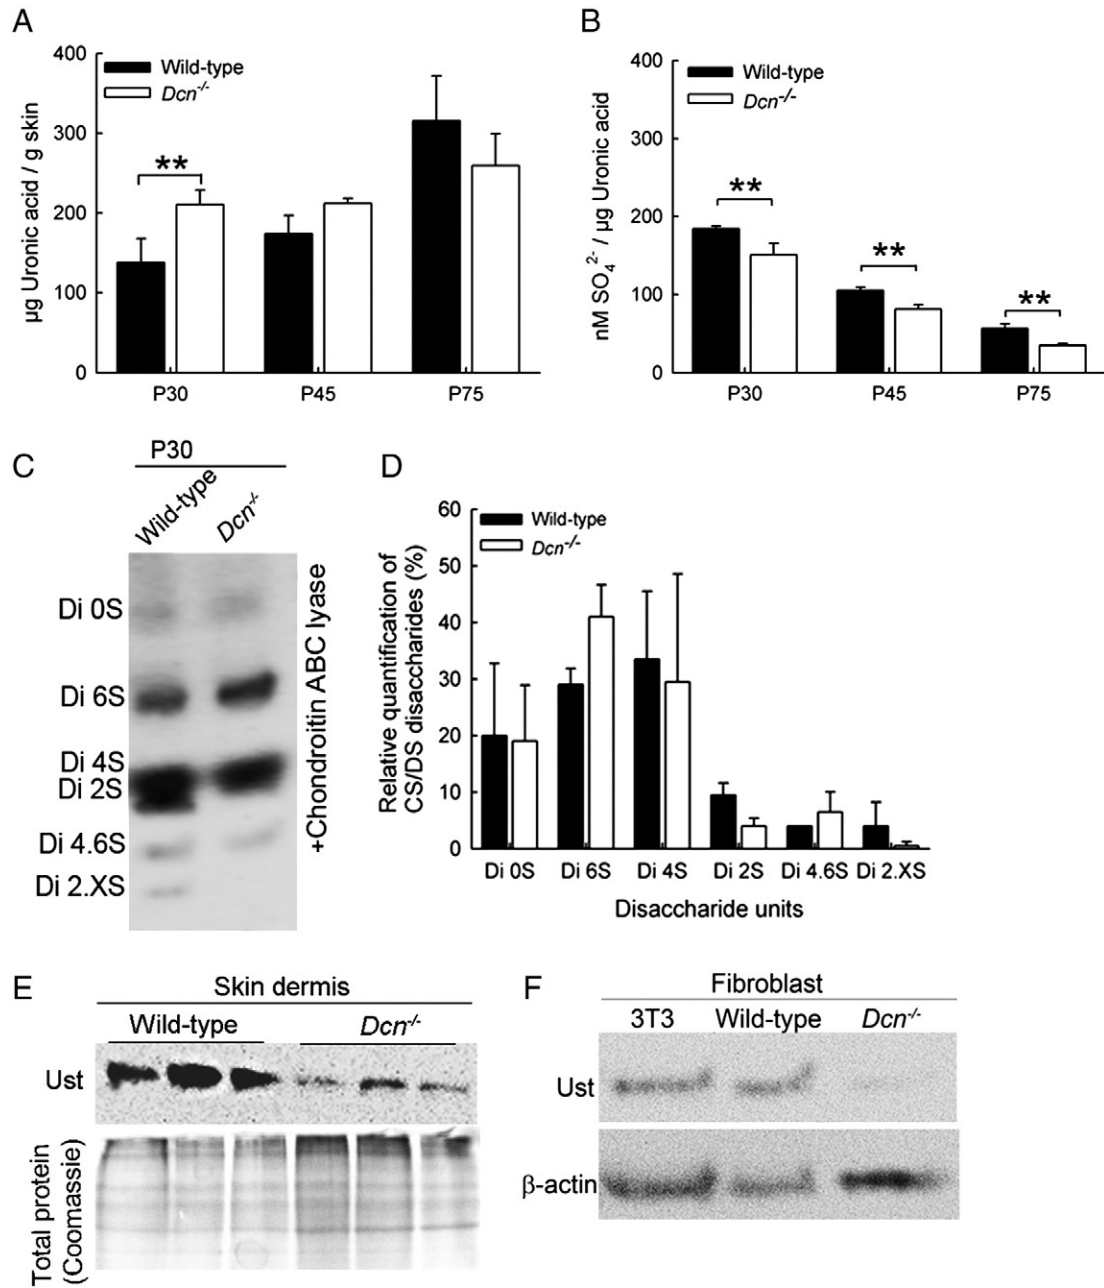 A
400
300
200
100
0
µg Uronic acid / g skin
Wild-type
Dcn-/-
**
P30
P45
P75
B
400
300
200
100
0
nM SO42- / µg Uronic acid
Wild-type
Dcn-/-
**
**
**
P30
P45
P75
C
P30
Wild-type
Dcn-/-
Di 0S
Di 6S
Di 4S
Di 2S
Di 4.6S
Di 2.XS
+Chondroitin ABC lyase
D
60
50
40
30
20
10
0
Relative quantification of
CS/DS disaccharides (%)
Wild-type
Dcn-/-
Di 0S
Di 6S
Di 4S
Di 2S
Di 4.6S
Di 2.XS
Disaccharide units
E
Skin dermis
Wild-type
Dcn-/-
Ust
Total protein
(Coomassie)
F
Fibroblast
3T3
Wild-type
Dcn-/-
Ust
β-actin